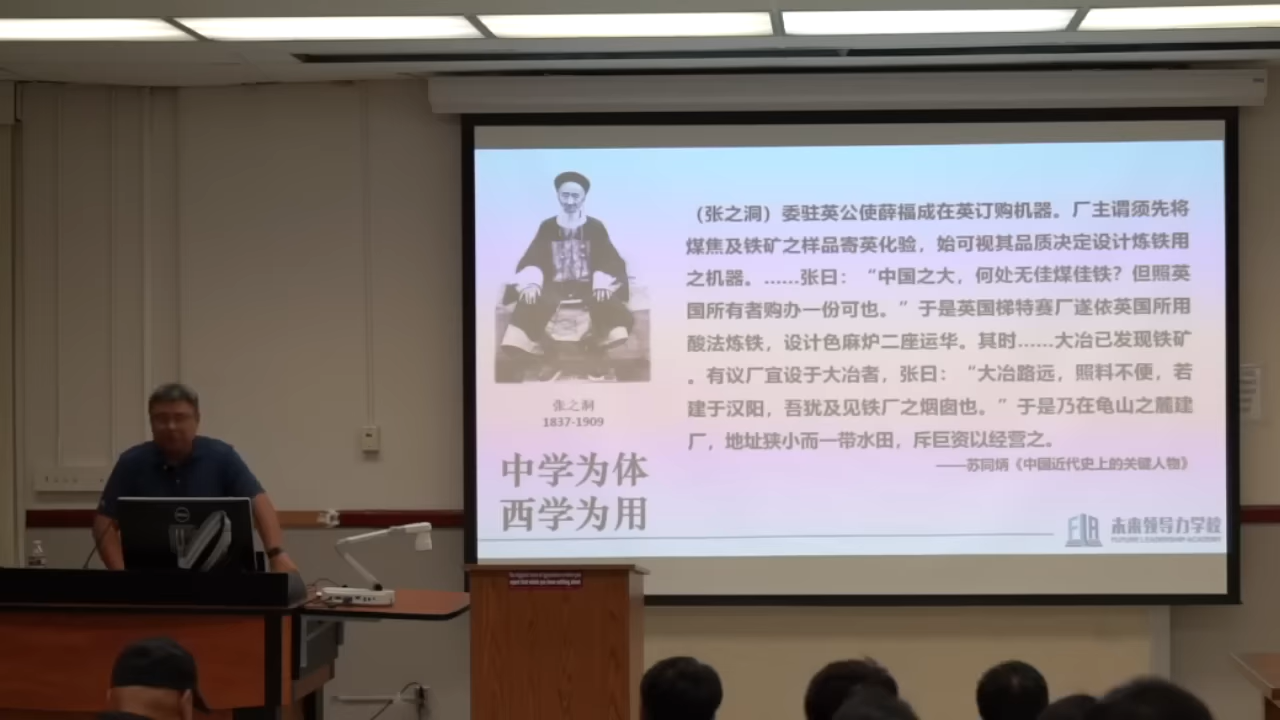 （张之洞）委驻英公使薛福成在英订购机器。厂主谓须先将
煤焦及铁矿之样品寄英化验，始可视其品质决定设计炼铁用
之机器。……张曰：“中国之大，何处无佳煤佳铁？但照英
国所有者购办一份可也。”于是英国梯特赛厂遂依英国所用
酸法炼铁，设计色麻炉二座运华。其时……大冶已发现铁矿
。有议厂宜设于大冶者，张曰：“大冶路远，照料不便，若
建于汉阳，吾犹及见铁厂之烟囱也。”于是乃在龟山之麓建
厂，地址狭小而一带水田，斥巨资以经营之。
——苏同炳《中国近代史上的关键人物》
张之洞
1837-1909
中学为体
西学为用
未来领导力学校
FUTURE LEADERSHIP ACADEMY
DELL